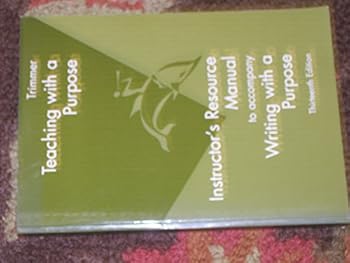 Trimmer
Teaching with a
Purpose
Instructor's Resource
Manual
to accompany
Writing with a
Purpose
Thirteenth Edition